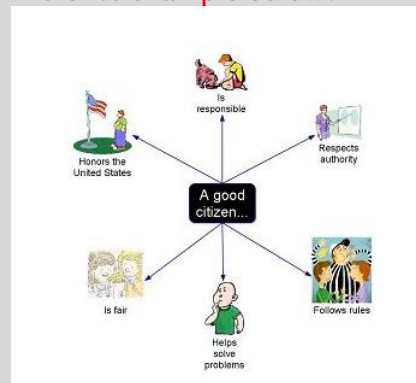 Is
responsible
Honors the
United States
Respects
authority
A good
citizen...
Is fair
Follows rules
Helps
solve
problems